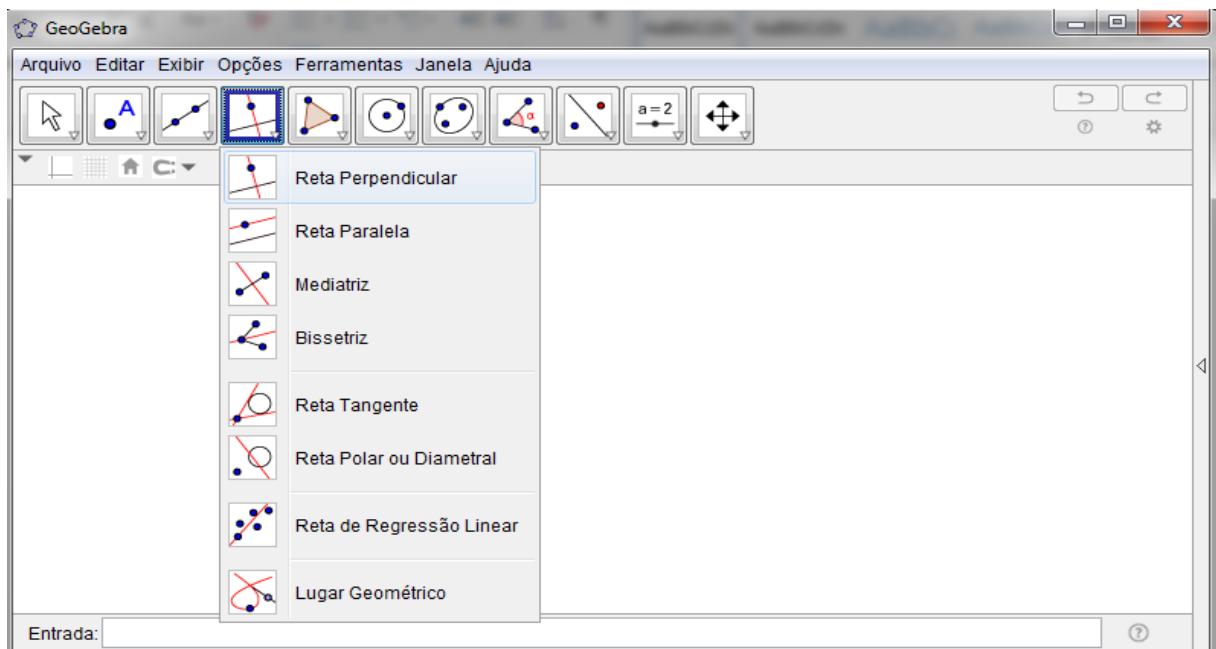 GeoGebra
Arquivo Editar Exibir Opções Ferramentas Janela Ajuda
A
α
a = 2
Reta Perpendicular
Reta Paralela
Mediatriz
Bissetriz
Reta Tangente
Reta Polar ou Diametral
Reta de Regressão Linear
Lugar Geométrico
Entrada: